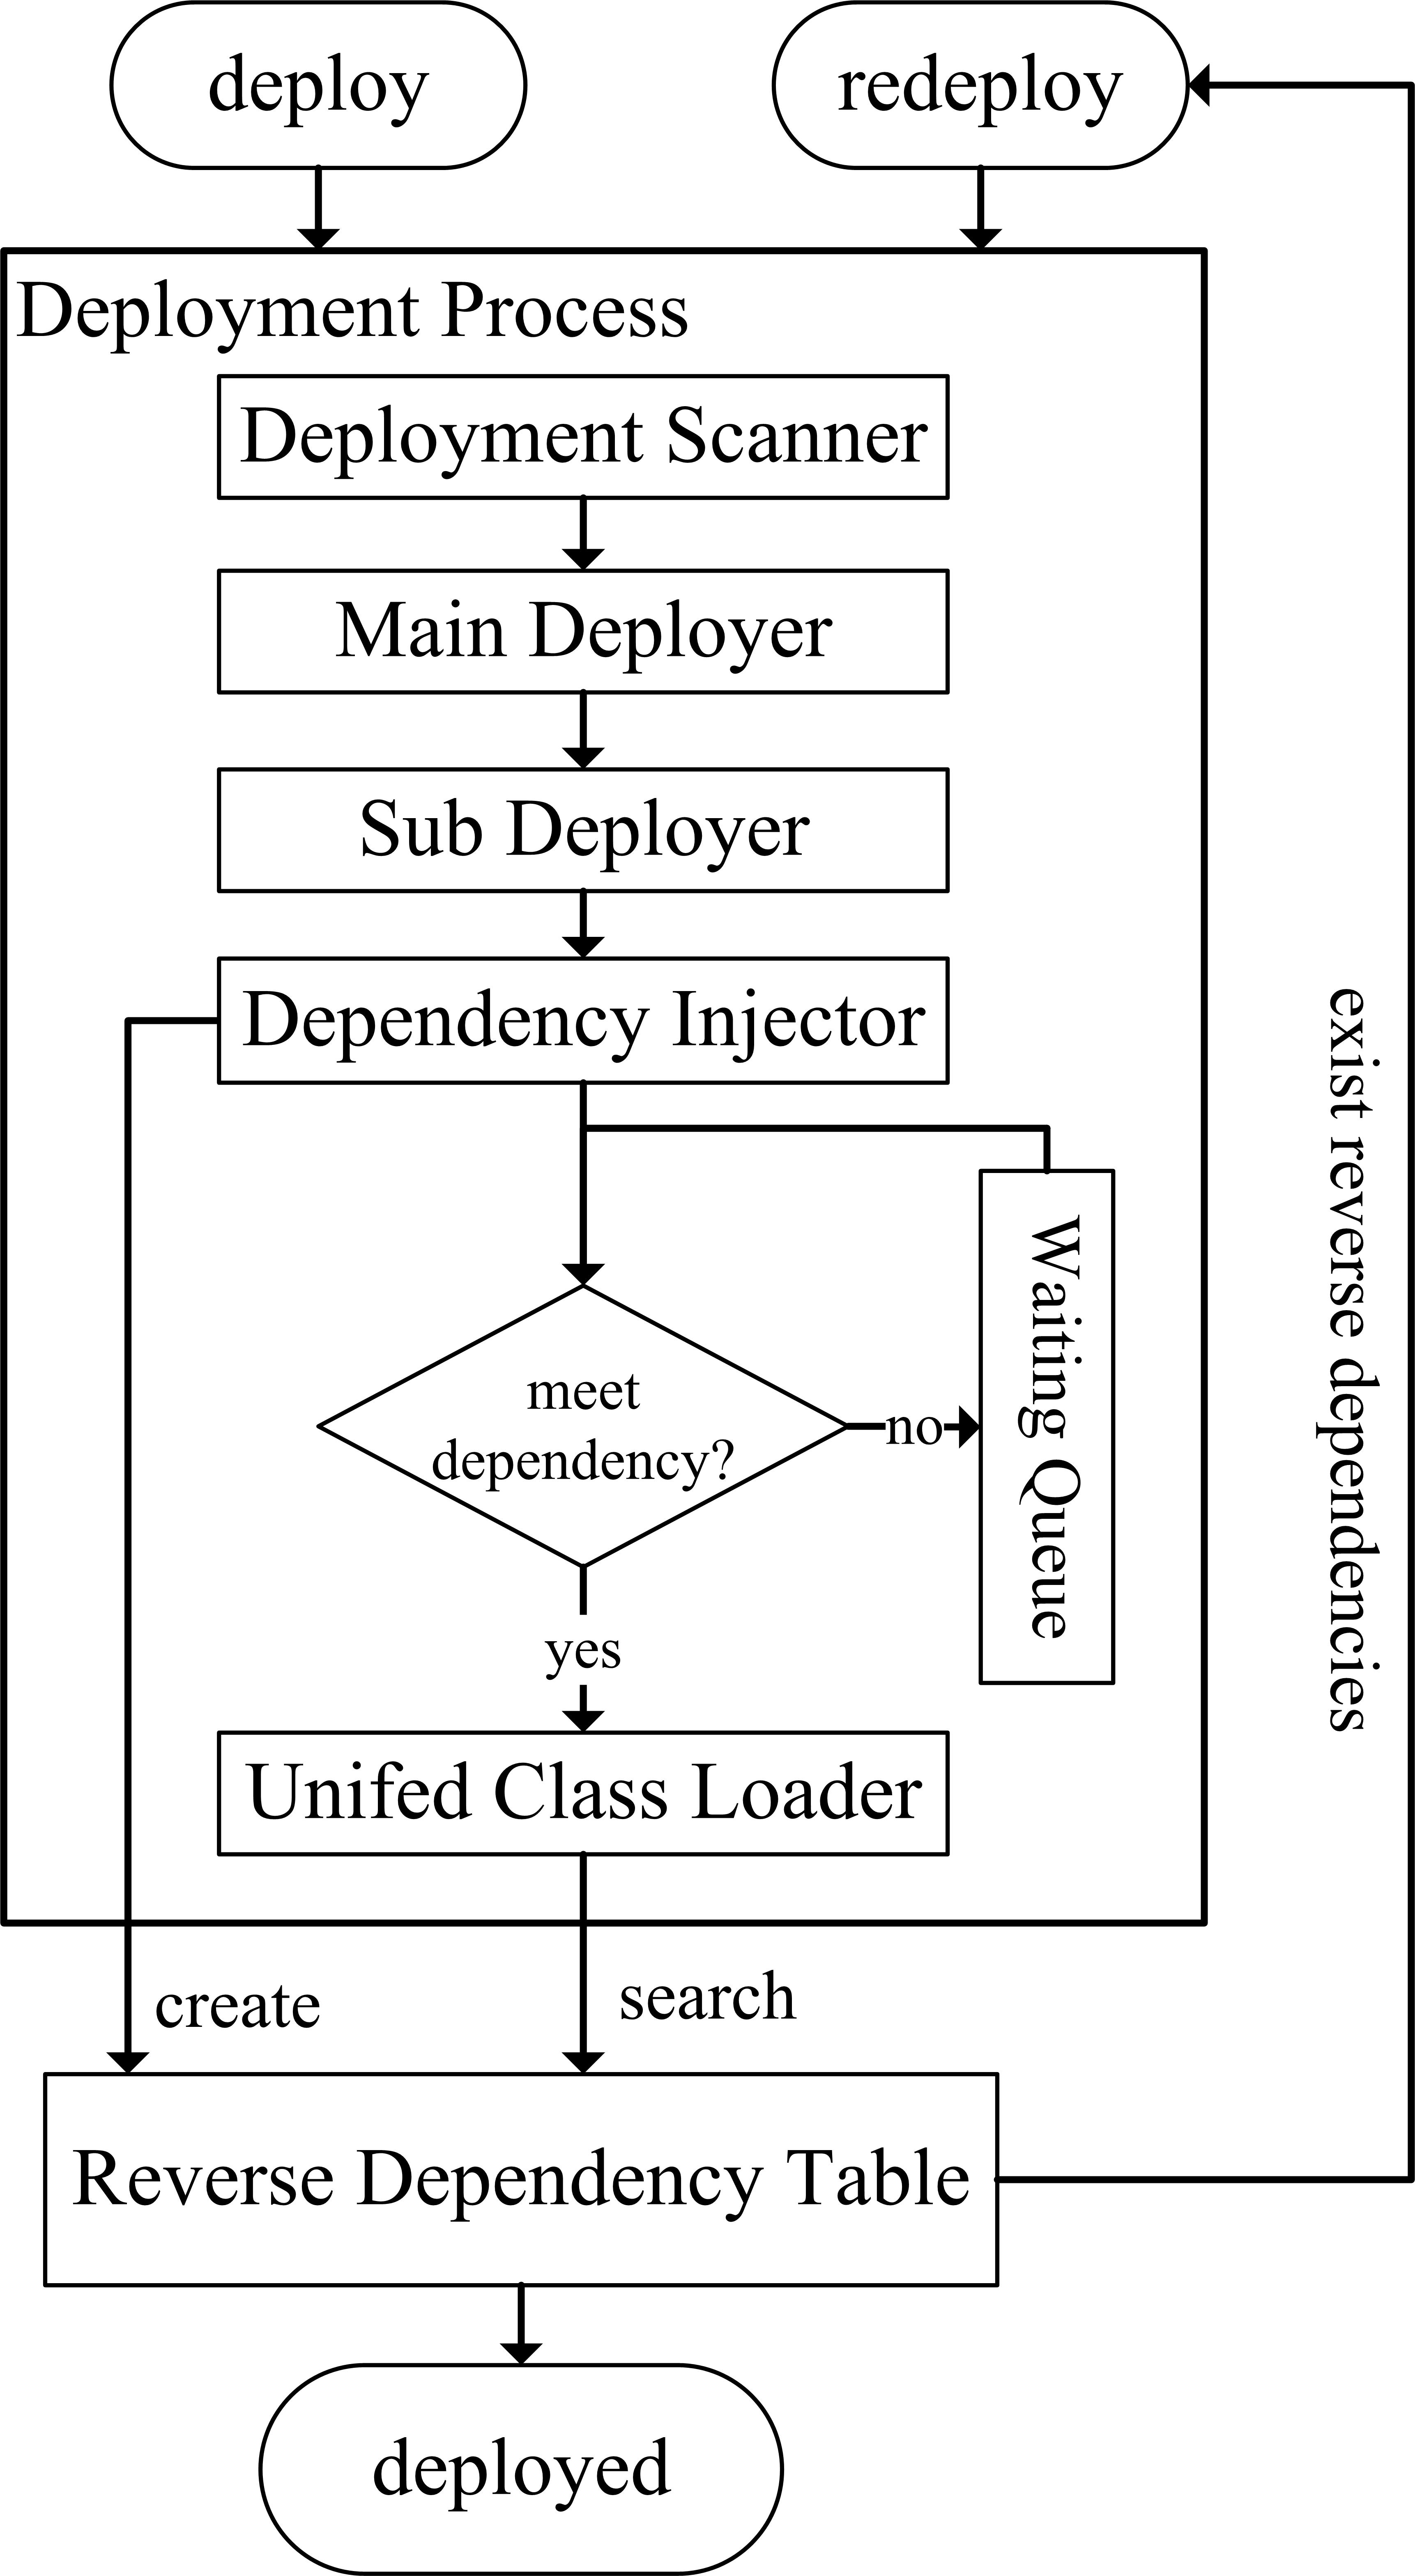 deploy
redeploy
Deployment Process
Deployment Scanner
Main Deployer
Sub Deployer
Dependency Injector
meet
dependency?
no
Waiting Queue
exist reverse dependencies
yes
Unifed Class Loader
create
search
Reverse Dependency Table
deployed